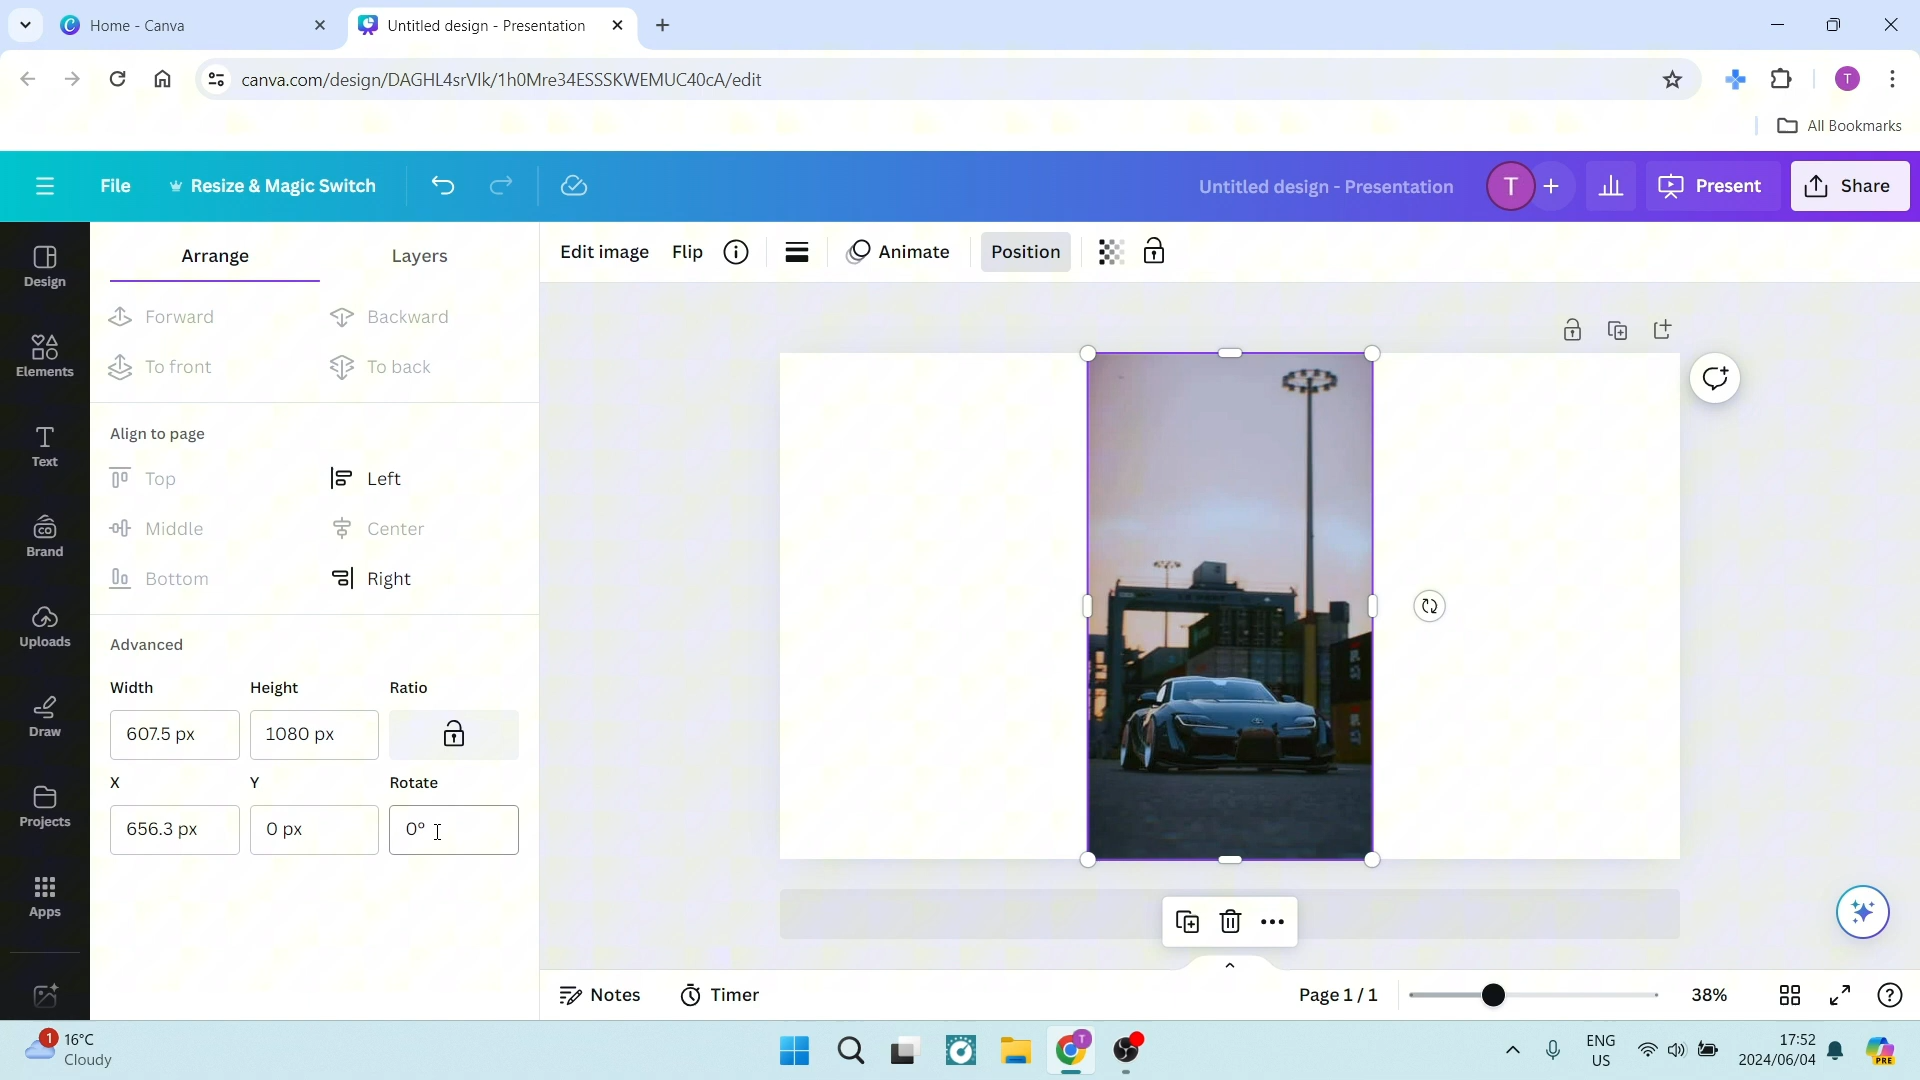 Home - Canva
Untitled design - Presentation
canva.com/design/DAGHL4srVlk/1h0Mre34ESSSKWEMUC40cA/edit
T
All Bookmarks
File
Resize & Magic Switch
Untitled design - Presentation
T
Present
Share
Design
Elements
Text
Brand
Uploads
Draw
Projects
Apps
Arrange
Layers
Forward
Backward
To front
To back
Align to page
Top
Left
Middle
Center
Bottom
Right
Advanced
Width
Height
Ratio
607.5 px
1080 px
X
Y
Rotate
656.3 px
0 px
0°
Edit image
Flip
Animate
Position
Notes
Timer
Page 1 / 1
38%
1
16°C
Cloudy
T
ENG
US
17:52
2024/06/04
PRE